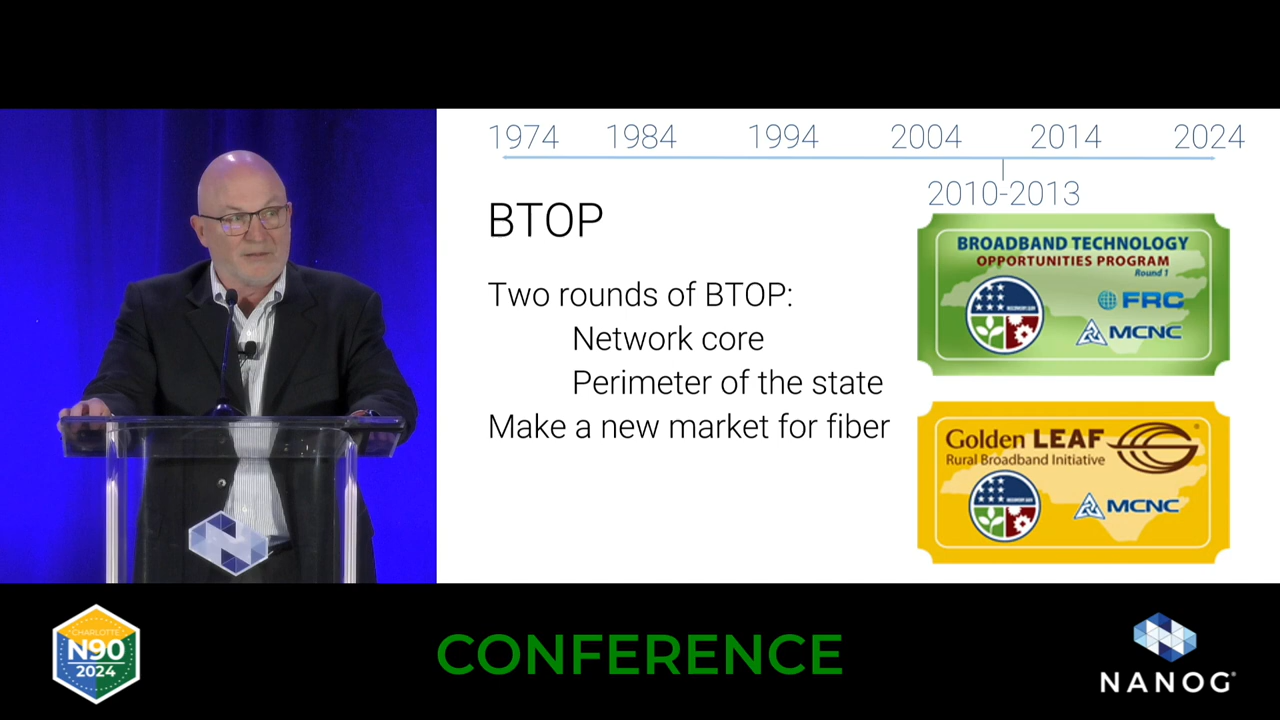 1974 1984 1994 2004 2014 2024
2010-2013
BTOP
Two rounds of BTOP:
Network core
Perimeter of the state
Make a new market for fiber
BROADBAND TECHNOLOGY
OPPORTUNITIES PROGRAM
Round 1
FRC
MCNC
Golden LEAF
Rural Broadband Initiative
MCNC
CHARLOTTE
N90
2024
CONFERENCE
NANOG